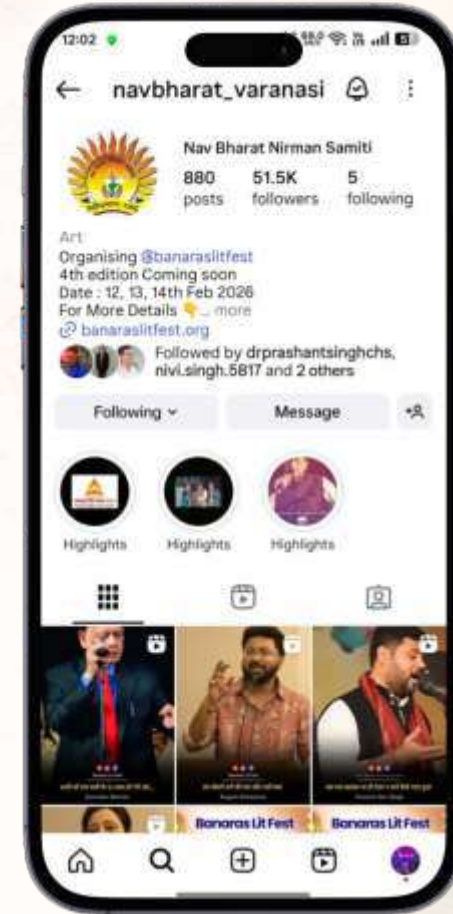 12:02
navbharat_varanasi
Nav Bharat Nirman Samiti
880 51.5K 5
posts followers following
Art
Organising @banaraslitfest
4th edition Coming soon
Date : 12, 13, 14th Feb 2026
For More Details 👇... more
banaraslitfest.org
Followed by drprashantsinghchs,
nivi.singh.5817 and 2 others
Following Message
Highlights Highlights Highlights
Banaras Lit Fest Banaras Lit Fest